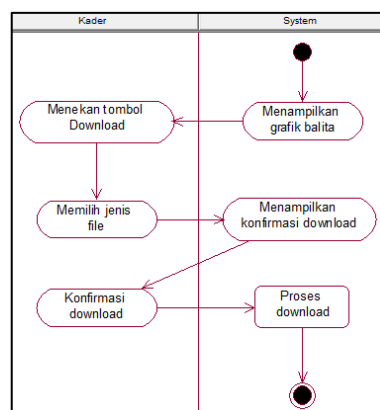 Kader
System
Menampilkan
grafik balita
Menekan tombol
Download
Memilih jenis
file
Menampilkan
konfirmasi download
Konfirmasi
download
Proses
download